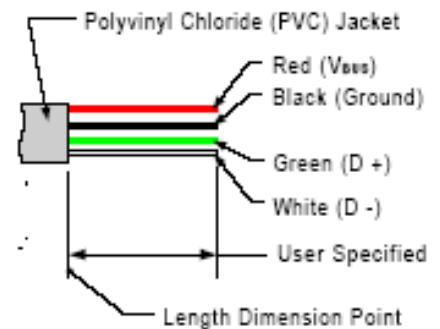 Polyvinyl Chloride (PVC) Jacket
Red (VBUS)
Black (Ground)
Green (D +)
White (D -)
User Specified
Length Dimension Point